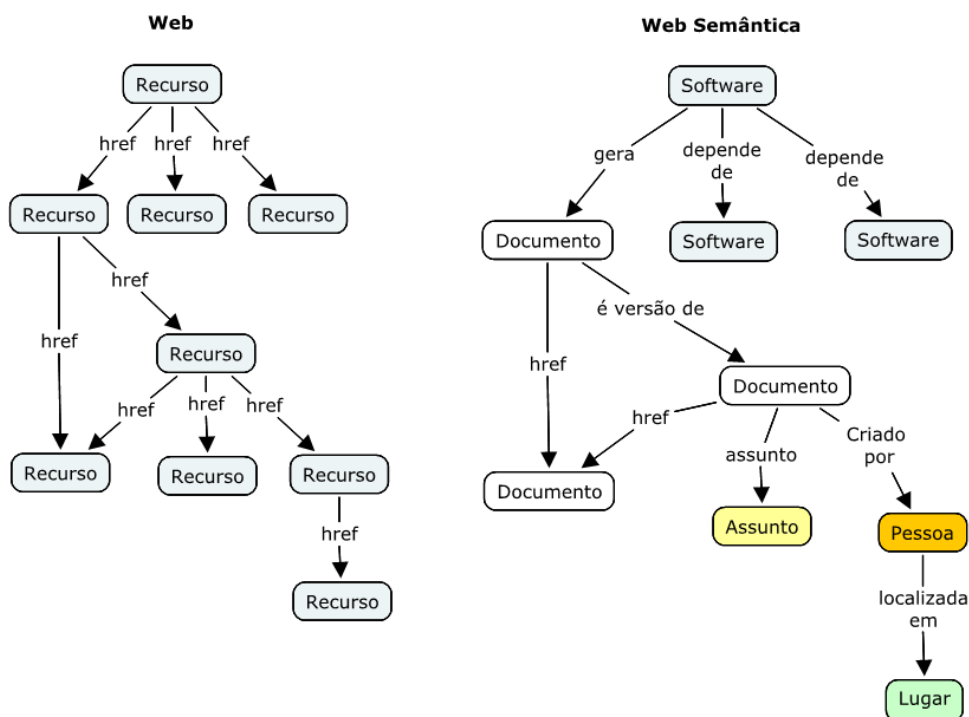 Web
Recurso
href
href
href
Recurso
Recurso
Recurso
href
href
Recurso
href
href
href
Recurso
Recurso
Recurso
href
Recurso
Web Semântica
Software
gera
depende
de
depende
de
Documento
Software
Software
é versão de
href
Documento
href
assunto
Criado
por
Documento
Assunto
Pessoa
localizada
em
Lugar